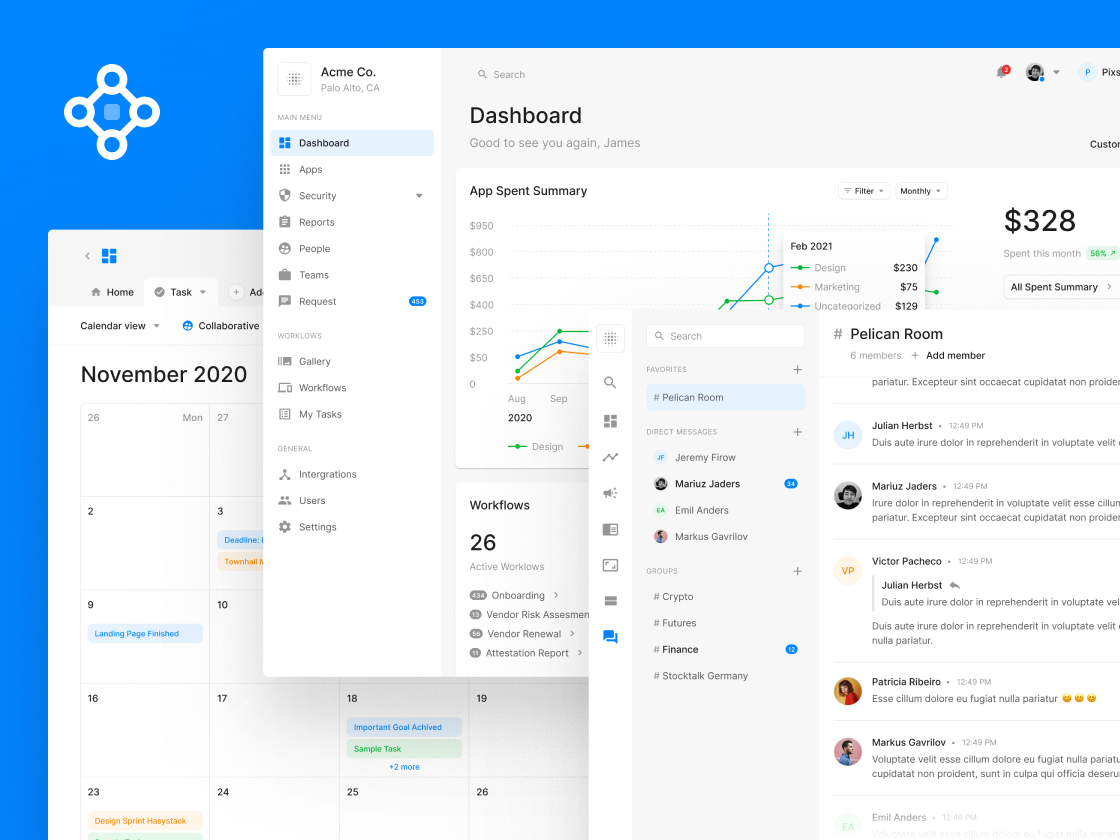 Acme Co.
Palo Alto, CA
MAIN MENU
Dashboard
Apps
Security
Reports
People
Teams
Request
453
WORKLOWS
Gallery
Workflows
My Tasks
GENERAL
Intergrations
Users
Settings
Search
2
P
Pixs
Dashboard
Good to see you again, James
Custor
App Spent Summary
Filter
Monthly
$950
$800
$650
$400
$250
$50
0
Aug
Sep
2020
Design
Feb 2021
Design
$230
Marketing
$75
Uncategorized
$129
$328
Spent this month
56%
All Spent Summary
Workflows
26
Active Worklows
434 Onboarding
13 Vendor Risk Assesmen
56 Vendor Renewal
11 Attestation Report
Home
Task
Calendar view
Collaborative
November 2020
26
Mon
27
2
3
Deadline:
Townhall M
9
10
Landing Page Finished
16
17
18
19
Important Goal Achived
Sample Task
+2 more
23
24
25
26
Design Sprint Hasystack
Search
FAVORITES
# Pelican Room
DIRECT MESSAGES
JF Jeremy Firow
Mariuz Jaders
34
EA Emil Anders
Markus Gavrilov
GROUPS
# Crypto
# Futures
# Finance
12
# Stocktalk Germany
# Pelican Room
6 members
+ Add member
pariatur. Excepteur sint occaecat cupidatat non proident
JH
Julian Herbst • 12:49 PM
Duis aute irure dolor in reprehenderit in voluptate velit
Mariuz Jaders • 12:49 PM
Irure dolor in reprehenderit in voluptate velit esse cillun
pariatur. Excepteur sint occaecat cupidatat non proiden
VP
Victor Pacheco • 12:49 PM
Julian Herbst
Duis aute irure dolor in reprehenderit in voluptate vel
Duis aute irure dolor in reprehenderit in voluptate velit e
nulla pariatur.
Patricia Ribeiro • 12:49 PM
Esse cillum dolore eu fugiat nulla pariatur 😊😊😊
Markus Gavrilov • 12:49 PM
Voluptate velit esse cillum dolore eu fugiat nulla pariatu
cupidatat non proident, sunt in culpa qui officia deserun
EA
Emil Anders • 12:49 PM